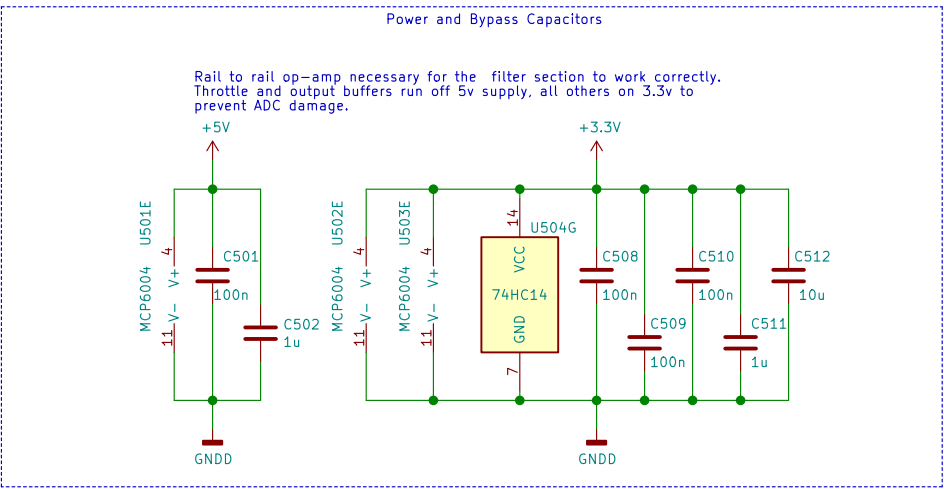 Power and Bypass Capacitors
Rail to rail op-amp necessary for the  filter section to work correctly.
Throttle and output buffers run off 5v supply, all others on 3.3v to
prevent ADC damage.
+5V
+3.3V
U501E
MCP6004
4
V+
V-
11
C501
100n
C502
1u
GNDD
U502E
MCP6004
4
V+
V-
11
U503E
MCP6004
4
V+
V-
11
14
U504G
VCC
74HC14
GND
7
C508
100n
C509
100n
C510
100n
C511
1u
C512
10u
GNDD